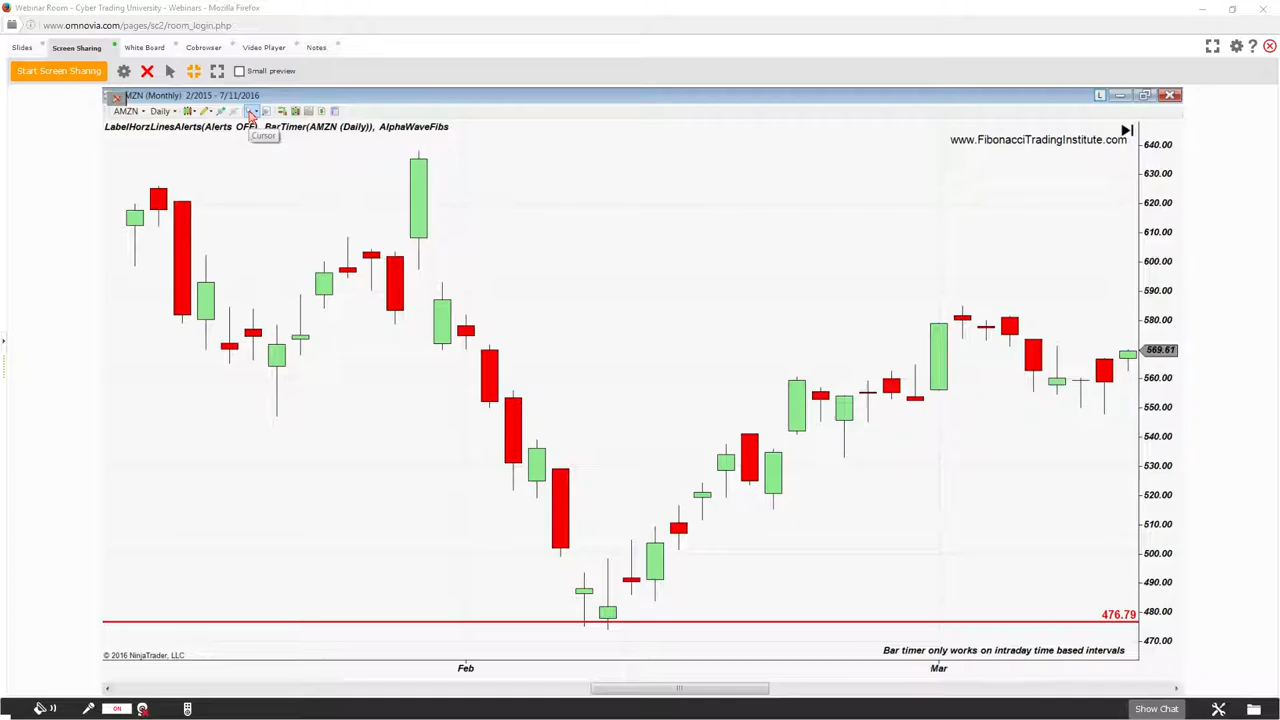 Webinar Room - Cyber Trading University - Webinars - Mozilla Firefox
www.omnovia.com/pages/sc2/room_login.php
Slides
Screen Sharing
White Board
Cobrowser
Video Player
Notes
Start Screen Sharing
Small preview
MZN (Monthly) 2/2015 - 7/11/2016
L
AMZN
Daily
LabelHorzLinesAlerts(Alerts OFF), BarTimer(AMZN (Daily)), AlphaWaveFibs
Cursor
www.FibonacciTradingInstitute.com
640.00
630.00
620.00
610.00
600.00
590.00
580.00
569.61
560.00
550.00
540.00
530.00
520.00
510.00
500.00
490.00
480.00
476.79
470.00
Bar timer only works on intraday time based intervals
© 2016 NinjaTrader, LLC
Feb
Mar
ON
Show Chat